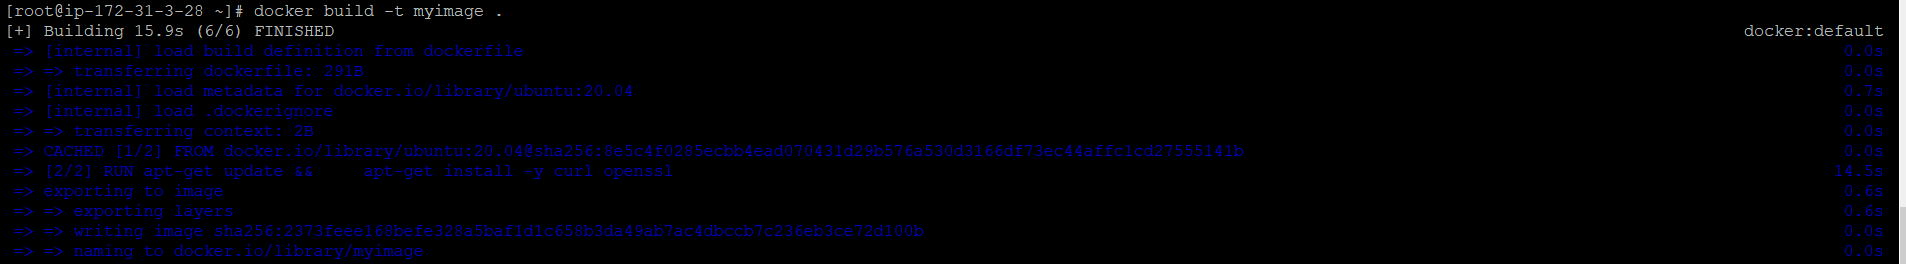 [root@ip-172-31-3-28 ~]# docker build -t myimage .
[+] Building 15.9s (6/6) FINISHED docker:default
=> [internal] load build definition from dockerfile 0.0s
=> => transferring dockerfile: 291B 0.0s
=> [internal] load metadata for docker.io/library/ubuntu:20.04 0.7s
=> [internal] load .dockerignore 0.0s
=> => transferring context: 2B 0.0s
=> CACHED [1/2] FROM docker.io/library/ubuntu:20.04@sha256:8e5c4f0285ecbb4ead070431d29b576a530d3166df73ec44affc1cd27555141b 0.0s
=> [2/2] RUN apt-get update &&     apt-get install -y curl openssl 14.5s
=> exporting to image 0.6s
=> => exporting layers 0.6s
=> => writing image sha256:2373feee168befe328a5baf1d1c658b3da49ab7ac4dbccb7c236eb3ce72d100b 0.0s
=> => naming to docker.io/library/myimage 0.0s